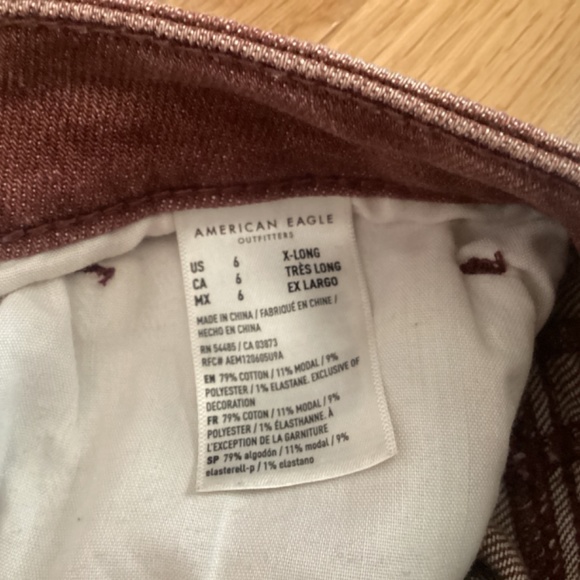 AMERICAN EAGLE
OUTFITTERS
US 6 X-LONG
CA 6 TRÈS LONG
MX 6 EX LARGO
MADE IN CHINA / FABRIQUÉ EN CHINE /
HECHO EN CHINA
RN 54485 / CA 03873
RFC# AEM120605U9A
EN 79% COTTON / 11% MODAL / 9%
POLYESTER / 1% ELASTANE. EXCLUSIVE OF
DECORATION
FR 79% COTON / 11% MODAL / 9%
POLYESTER / 1% ÉLASTHANNE. À
L'EXCEPTION DE LA GARNITURE
SP 79% algodón / 11% modal / 9%
elasterell-p / 1% elastano